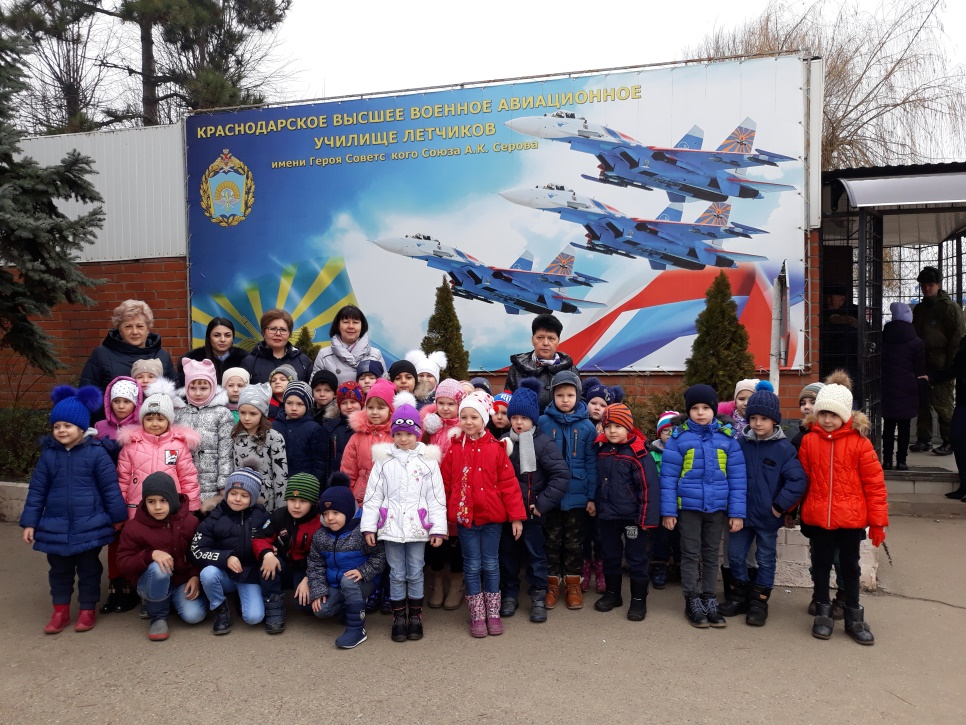 КРАСНОДАРСКОЕ ВЫСШЕЕ ВОЕННОЕ АВИАЦИОННОЕ
УЧИЛИЩЕ ЛЕТЧИКОВ
имени Героя Советс кого Союза А.К. Серова